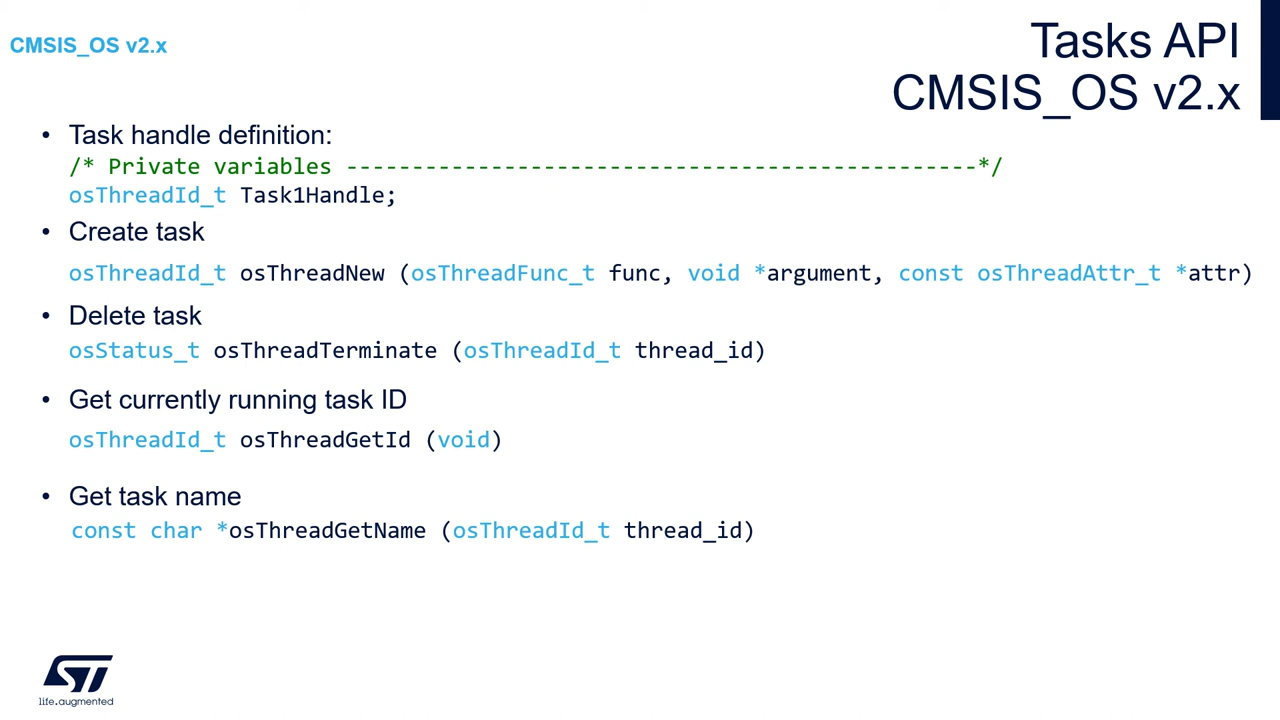 CMSIS_OS v2.x
Tasks API
CMSIS_OS v2.x
• Task handle definition:
/* Private variables ------------------------------------------------*/
osThreadId_t Task1Handle;
• Create task
osThreadId_t osThreadNew (osThreadFunc_t func, void *argument, const osThreadAttr_t *attr)
• Delete task
osStatus_t osThreadTerminate (osThreadId_t thread_id)
• Get currently running task ID
osThreadId_t osThreadGetId (void)
• Get task name
const char *osThreadGetName (osThreadId_t thread_id)
ST
life.augmented